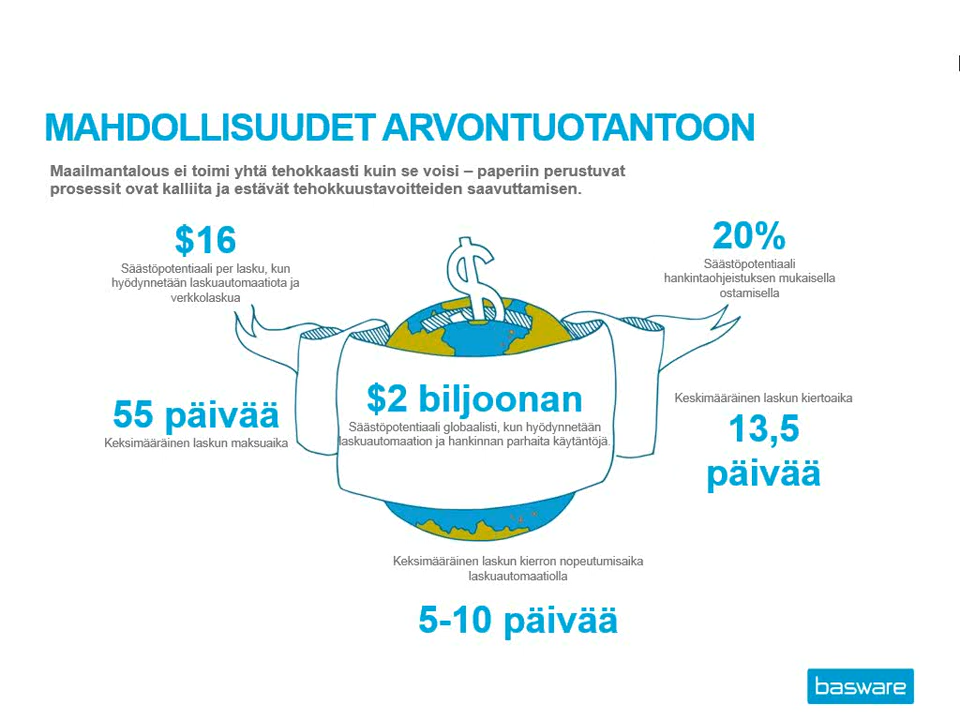 MAHDOLLISUUDET ARVONTUOTANTOON
Maailmantalous ei toimi yhtä tehokkaasti kuin se voisi – paperiin perustuvat
prosessit ovat kalliita ja estävät tehokkuustavoitteiden saavuttamisen.
$16
Säästöpotentiaali per lasku, kun
hyödynnetään laskuautomaatiota ja
verkkolaskua
20%
Säästöpotentiaali
hankintaohjeistuksen mukaisella
ostamisella
$
55 päivää
Keksimääräinen laskun maksuaika
$2 biljoonan
Säästöpotentiaali globaalisti, kun hyödynnetään
laskuautomaation ja hankinnan parhaita käytäntöjä.
Keskimääräinen laskun kiertoaika
13,5
päivää
Keksimääräinen laskun kierron nopeutumisaika
laskuautomaatiolla
5-10 päivää
basware